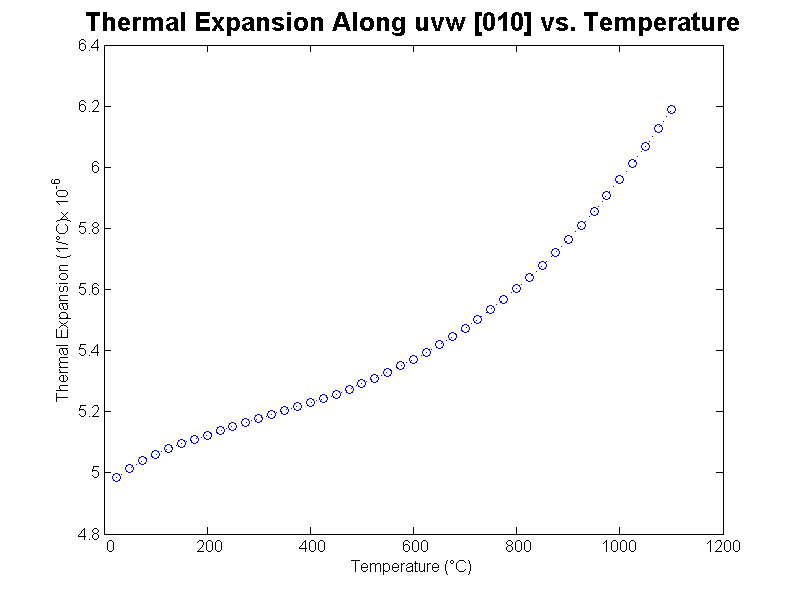 Thermal Expansion Along uvw [010] vs. Temperature
6.4
6.2
6
5.8
5.6
5.4
5.2
5
4.8
Thermal Expansion (1/°C)× 10⁻⁶
0 200 400 600 800 1000 1200
Temperature (°C)